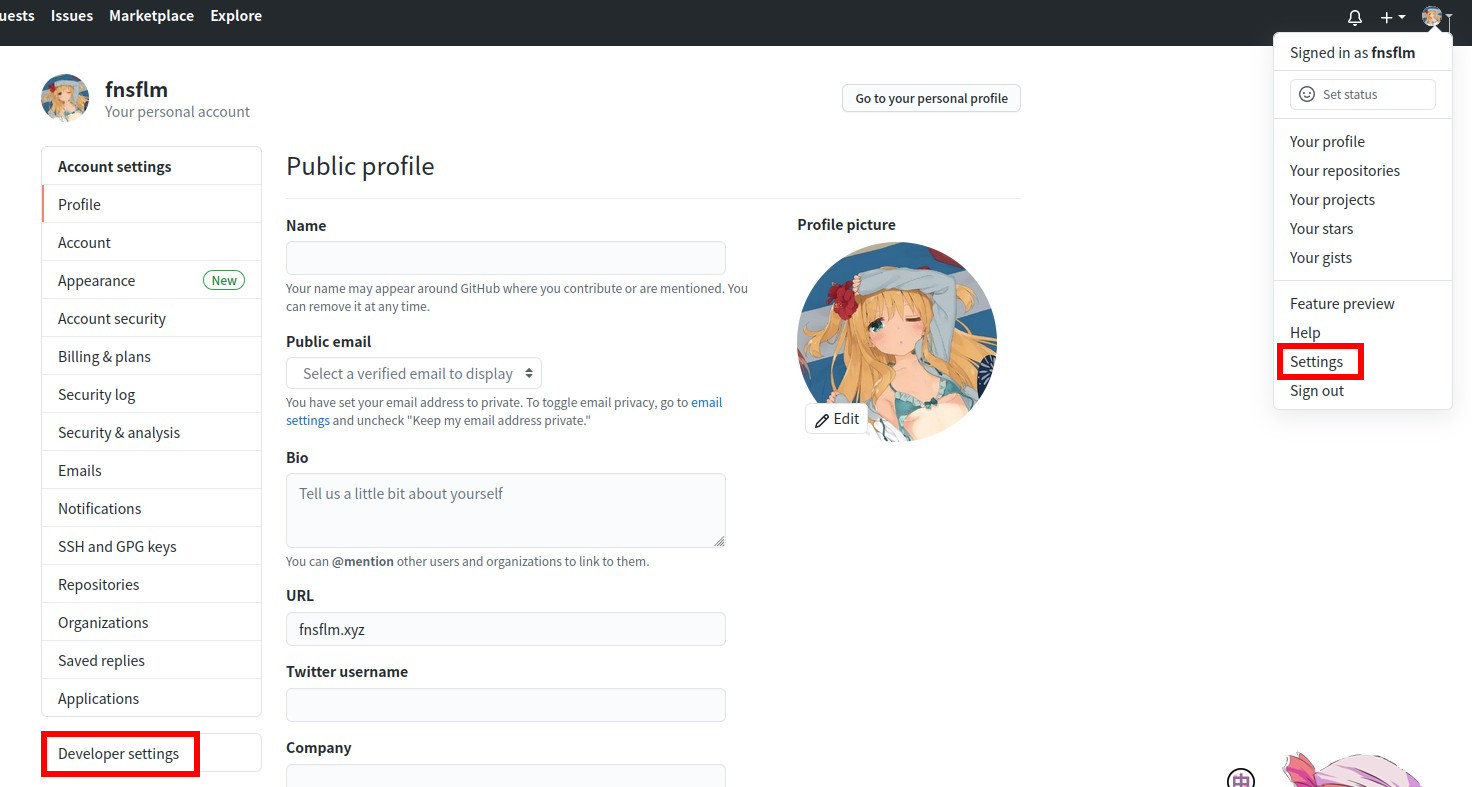 uests Issues Marketplace Explore
Signed in as fnsflm
Set status
Your profile
Your repositories
Your projects
Your stars
Your gists
Feature preview
Help
Settings
Sign out
fnsflm
Your personal account
Go to your personal profile
Account settings
Profile
Account
Appearance New
Account security
Billing & plans
Security log
Security & analysis
Emails
Notifications
SSH and GPG keys
Repositories
Organizations
Saved replies
Applications
Developer settings
Public profile
Name
Your name may appear around GitHub where you contribute or are mentioned. You
can remove it at any time.
Public email
Select a verified email to display
You have set your email address to private. To toggle email privacy, go to email
settings and uncheck "Keep my email address private."
Bio
Tell us a little bit about yourself
You can @mention other users and organizations to link to them.
URL
fnsflm.xyz
Twitter username
Company
Profile picture
Edit